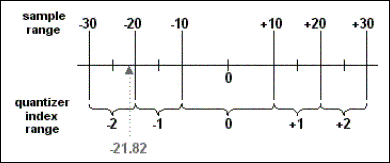 sample range
-30 -20 -10 +10 +20 +30
0
quantizer index range
-2 -1 0 +1 +2
-21.82